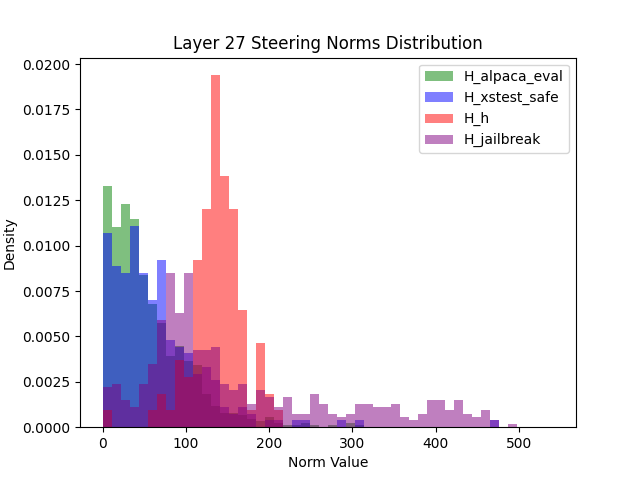 Layer 27 Steering Norms Distribution
0.0200
0.0175
0.0150
0.0125
0.0100
0.0075
0.0050
0.0025
0.0000
Density
H_alpaca_eval
H_xstest_safe
H_h
H_jailbreak
0 100 200 300 400 500
Norm Value